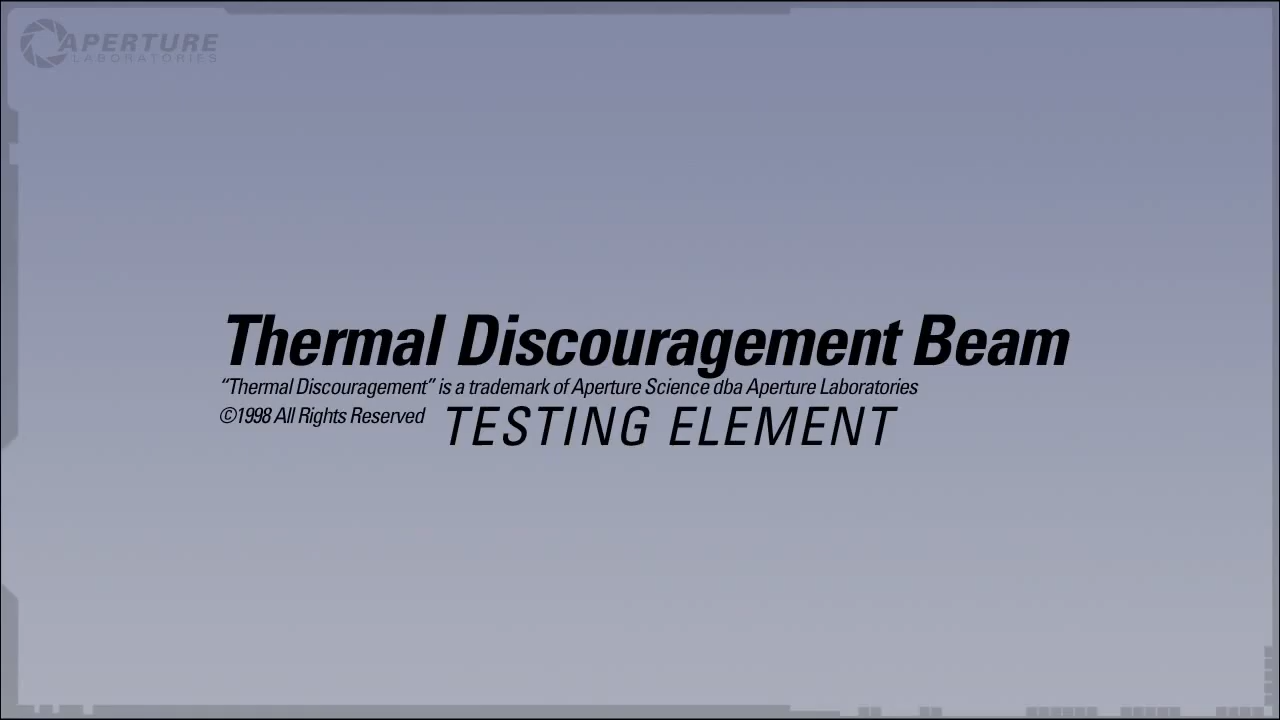 APERTURE
LABORATORIES
Thermal Discouragement Beam
“Thermal Discouragement” is a trademark of Aperture Science dba Aperture Laboratories
©1998 All Rights Reserved
TESTING ELEMENT